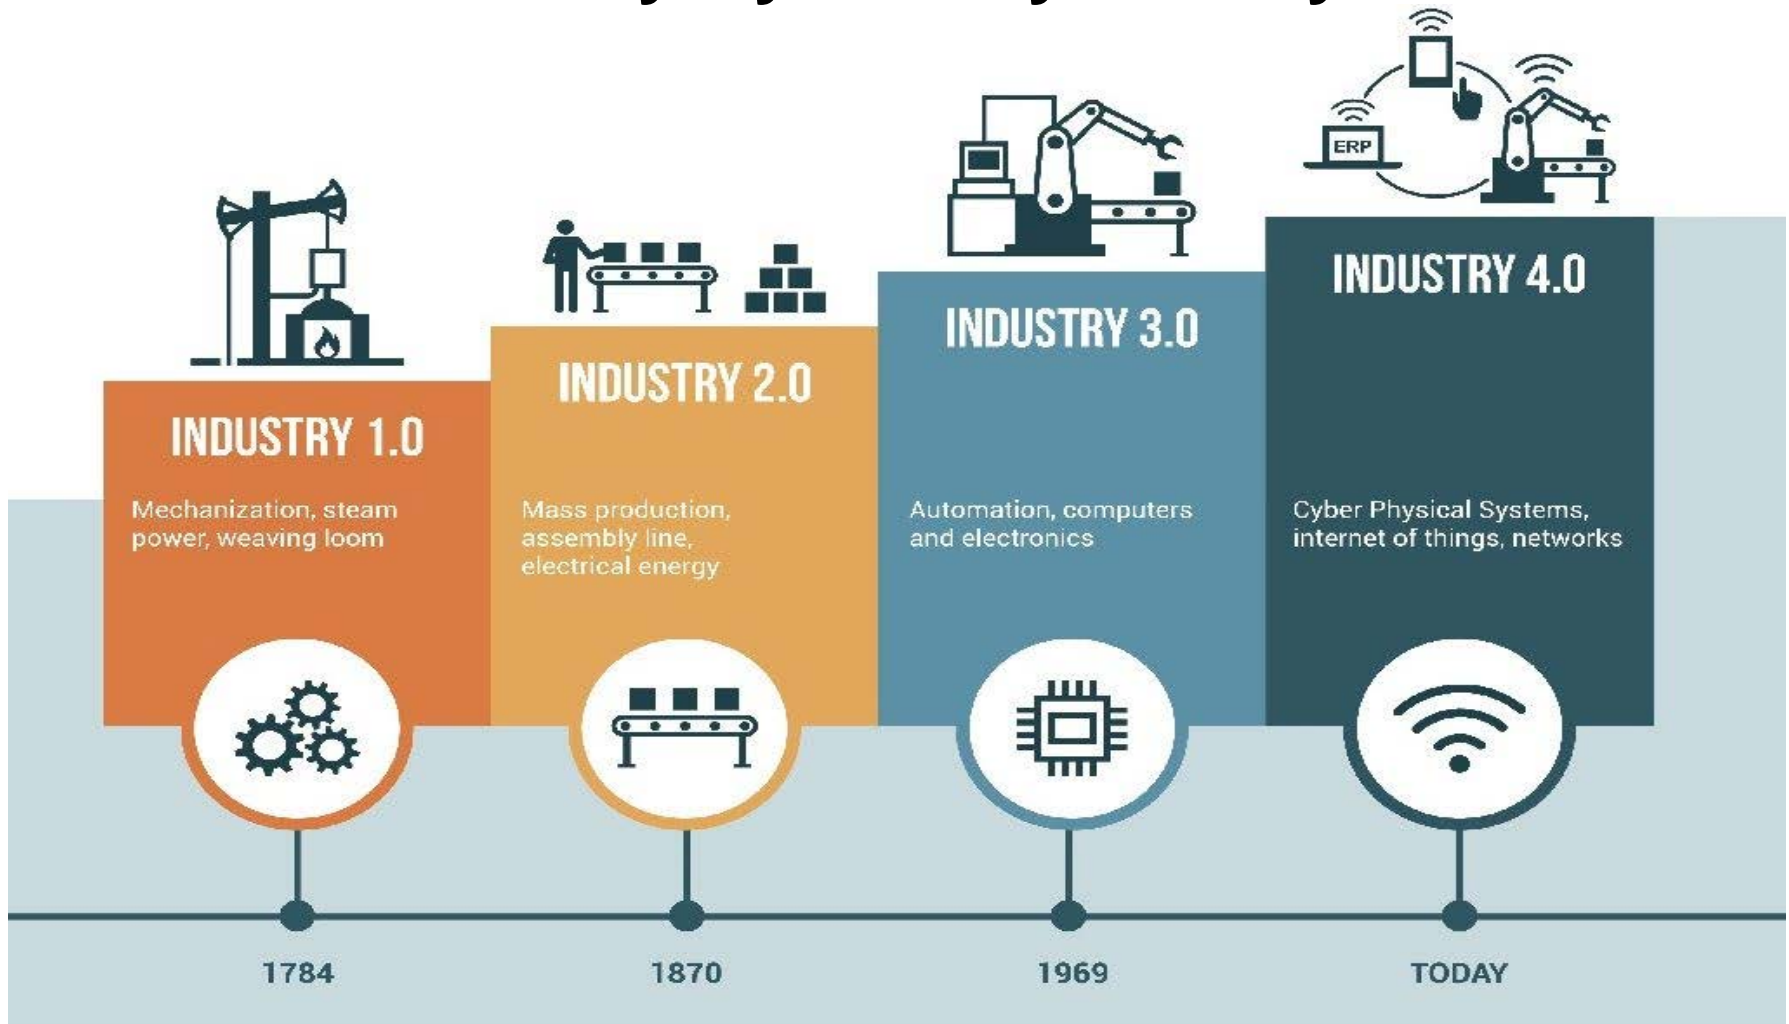 ERP
INDUSTRY 1.0
Mechanization, steam
power, weaving loom
INDUSTRY 2.0
Mass production,
assembly line,
electrical energy
INDUSTRY 3.0
Automation, computers
and electronics
INDUSTRY 4.0
Cyber Physical Systems,
internet of things, networks
1784
1870
1969
TODAY